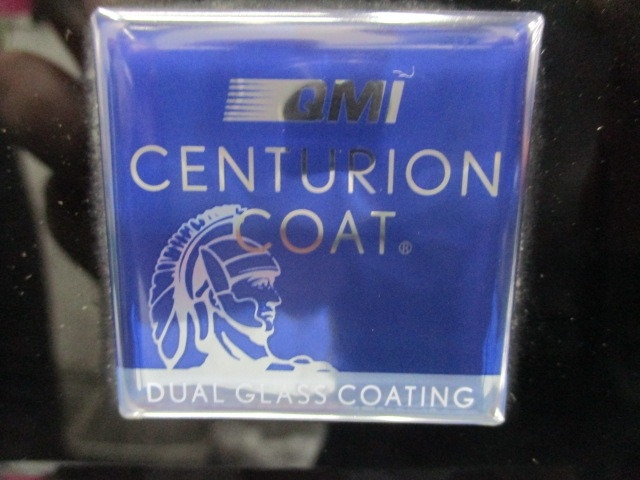 QMI
CENTURION
COAT®
DUAL GLASS COATING